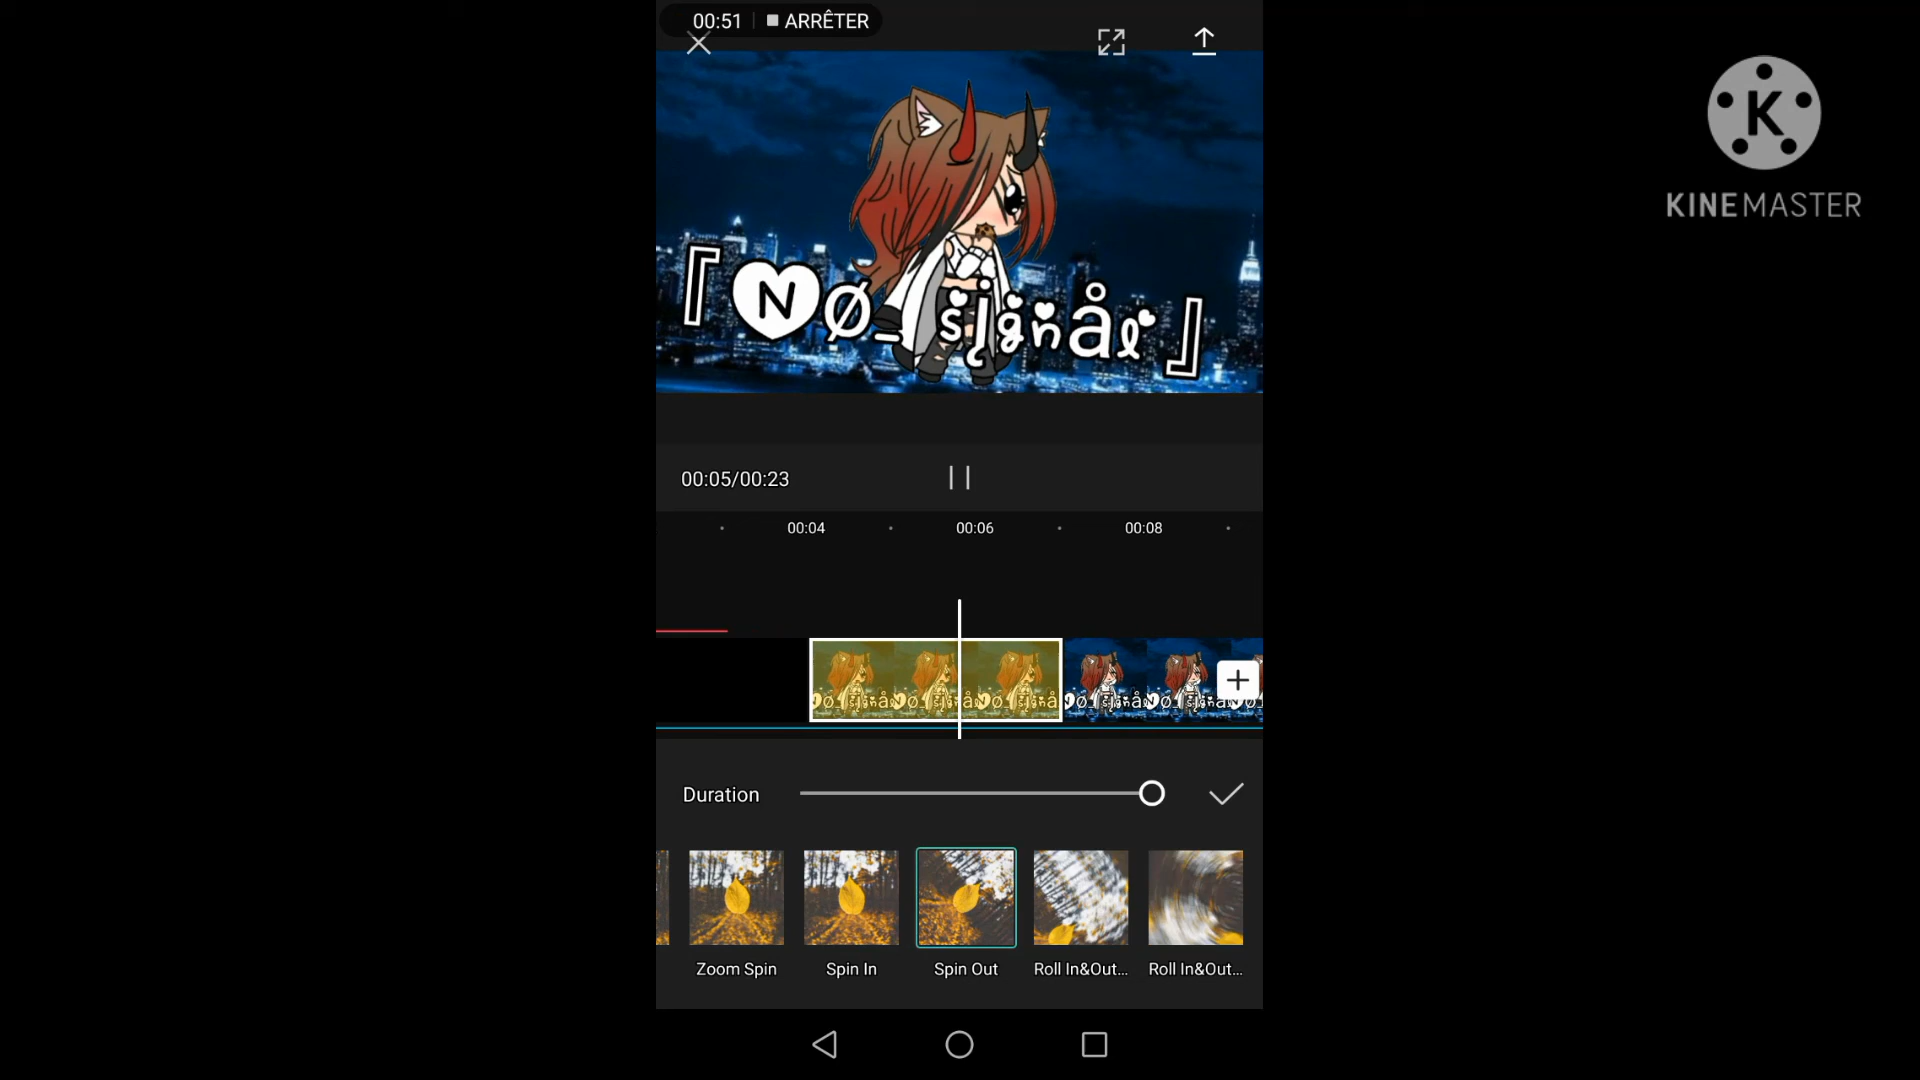 00:51 ARRÊTER
K
KINEMASTER
『NØ_sįgnål』
00:05/00:23
00:04 00:06 00:08
Duration
Zoom Spin Spin In Spin Out Roll In&Out... Roll In&Out...